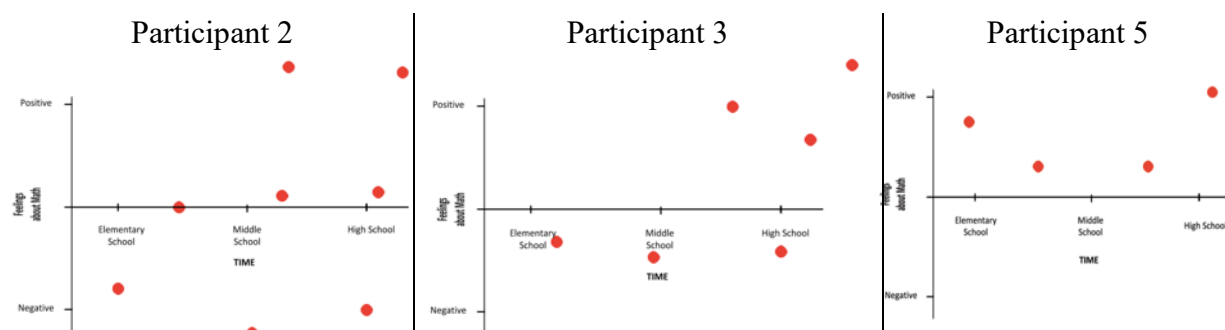 Participant 2
Positive
Feelings
about Math
Elementary
School
Middle
School
High School
TIME
Negative
Participant 3
Positive
Feelings
about Math
Elementary
School
Middle
School
High School
TIME
Negative
Participant 5
Positive
Feelings
about Math
Elementary
School
Middle
School
High School
TIME
Negative